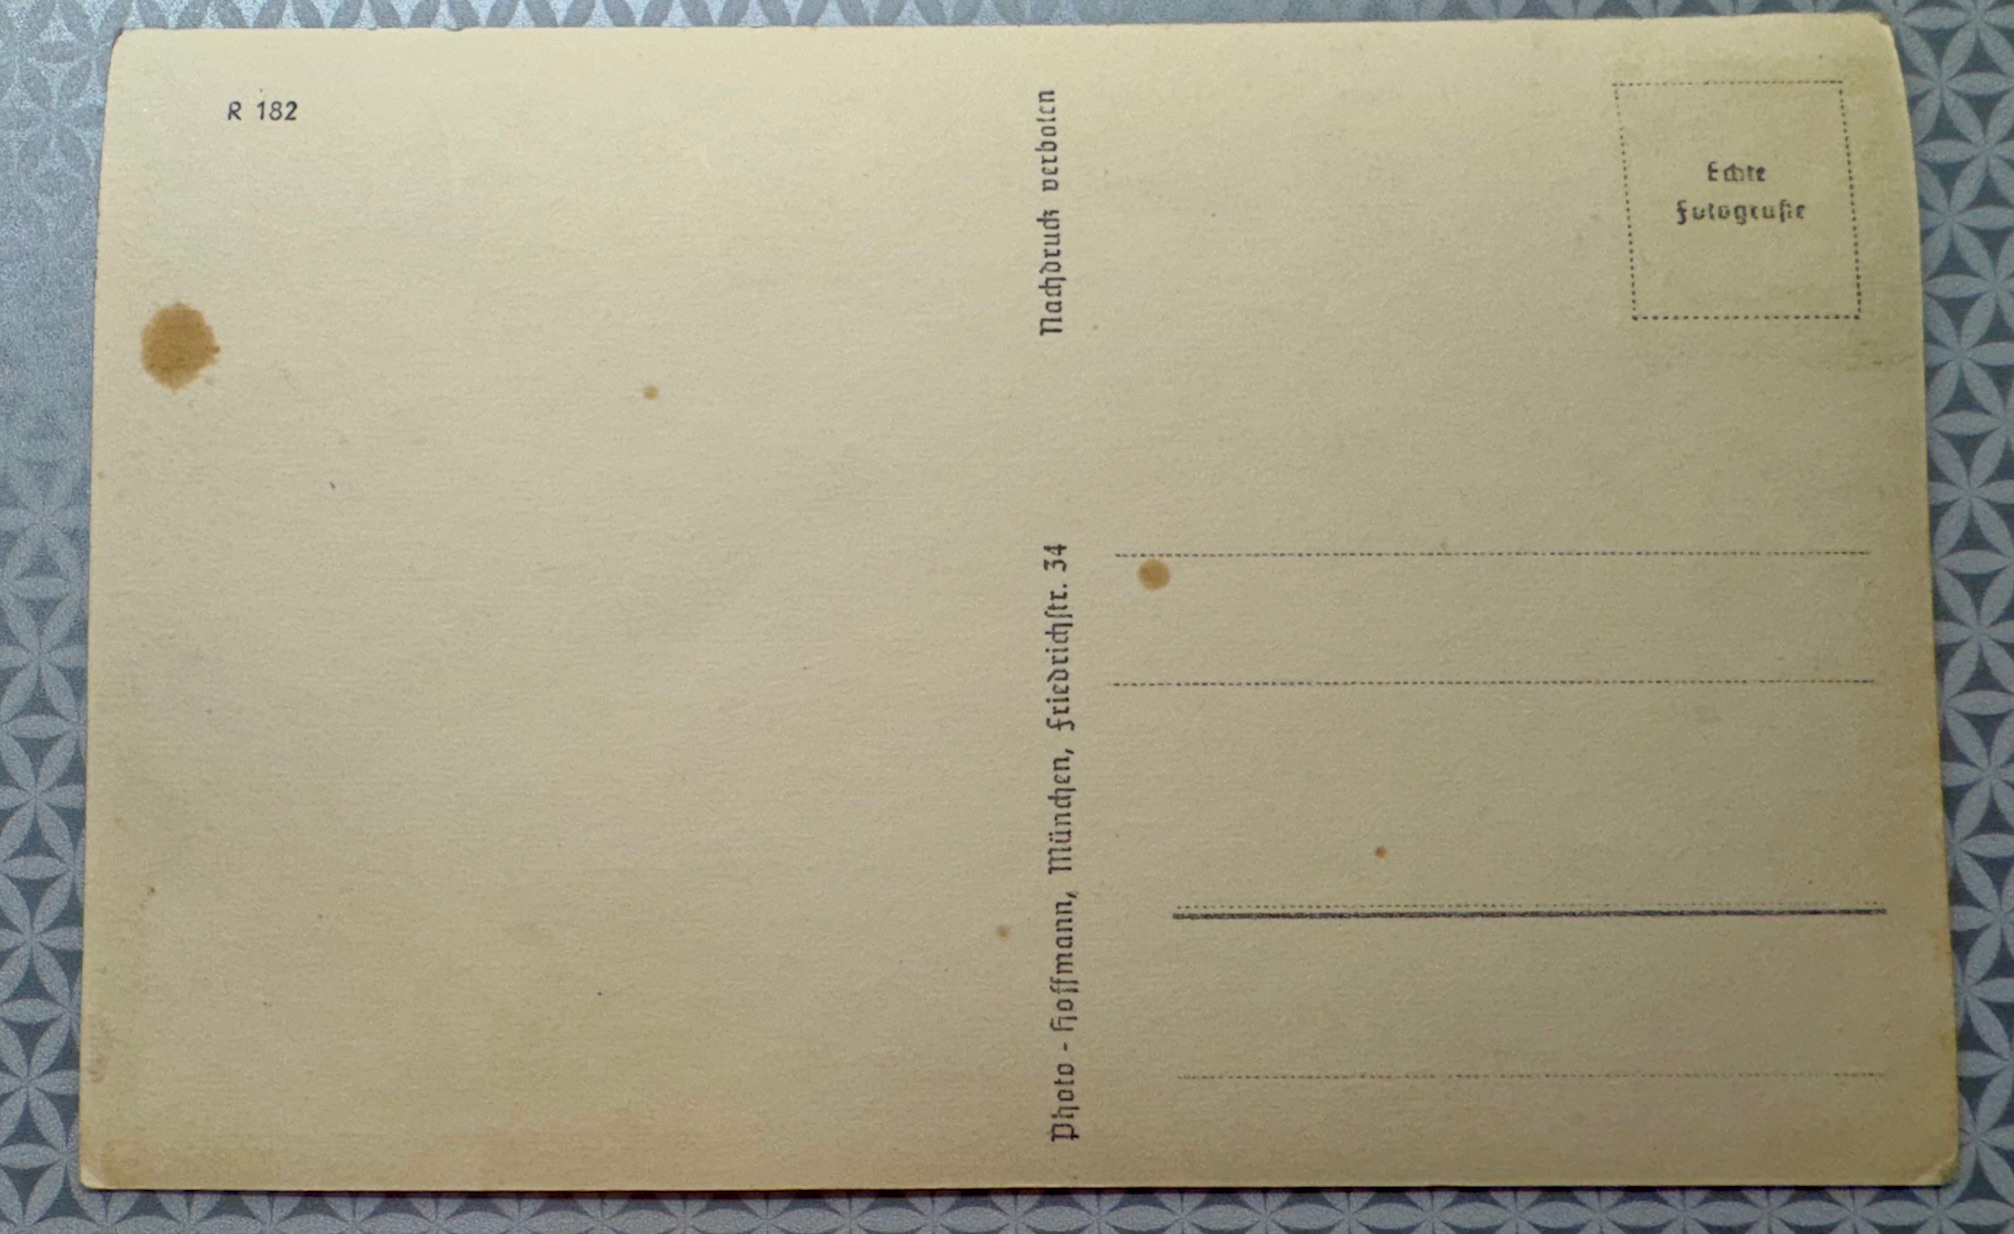 R 182
Nachdruck verboten
Photo - Hoffmann, München, Friedrichstr. 34
Echte
Fotografie